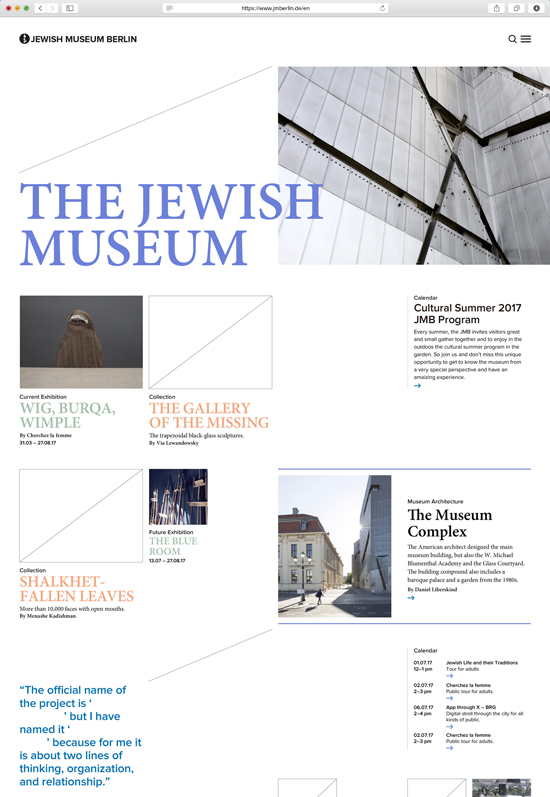 https://www.jmberlin.de/en
JEWISH MUSEUM BERLIN
THE JEWISH
MUSEUM
Current Exhibition
WIG, BURQA,
WIMPLE
By Cherchez la femme
31.03 – 27.08.17
Collection
THE GALLERY
OF THE MISSING
The trapezoidal black-glass sculptures.
By Via Lewandowsky
Calendar
Cultural Summer 2017
JMB Program
Every summer, the JMB invites visitors great
and small gather together and to enjoy in the
outdoos the cultural summer program in the
garden. So join us and don't miss this unique
opportunity to get to know the museum from
a very special perspective and have an
amaizing experience.
Collection
SHALKHET-
FALLEN LEAVES
More than 10,000 faces with open mouths.
By Menashe Kadishman
Future Exhibition
THE BLUE
ROOM
13.07 – 27.08.17
Museum Architecture
The Museum
Complex
The American architect designed the main
museum building, but also the W. Michael
Blumenthal Academy and the Glass Courtyard.
The building compound also includes a
baroque palace and a garden from the 1980s.
By Daniel Liberskind
“The official name of
the project is ‘
’ but I have
named it ‘
’ because for me it
is about two lines of
thinking, organization,
and relationship.”
Calendar
01.07.17 Jewish Life and their Traditions
12–1 pm Tour for adults
02.07.17 Cherchez la femme
2–3 pm Public tour for adults.
06.07.17 App through X – BRG
2–4 pm Digital stroll through the city for all
kinds of public.
02.07.17 Cherchez la femme
2–3 pm Public tour for adults.